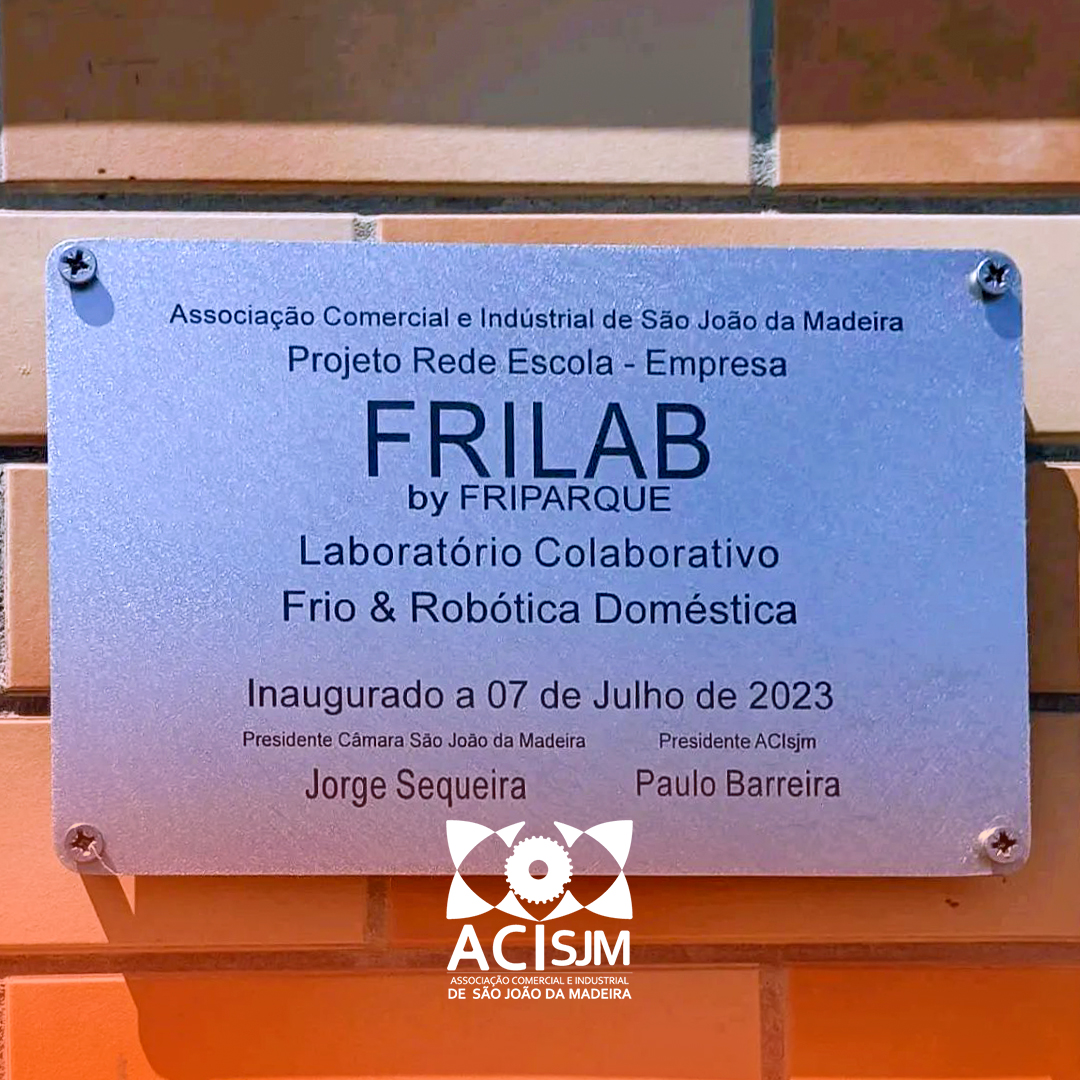 Associação Comercial e Indústrial de São João da Madeira
Projeto Rede Escola - Empresa
FRILAB
by FRIPARQUE
Laboratório Colaborativo
Frio & Robótica Doméstica
Inaugurado a 07 de Julho de 2023
Presidente Câmara São João da Madeira Presidente ACIsjm
Jorge Sequeira Paulo Barreira
ACISJM
ASSOCIAÇÃO COMERCIAL E INDUSTRIAL
DE SÃO JOÃO DA MADEIRA